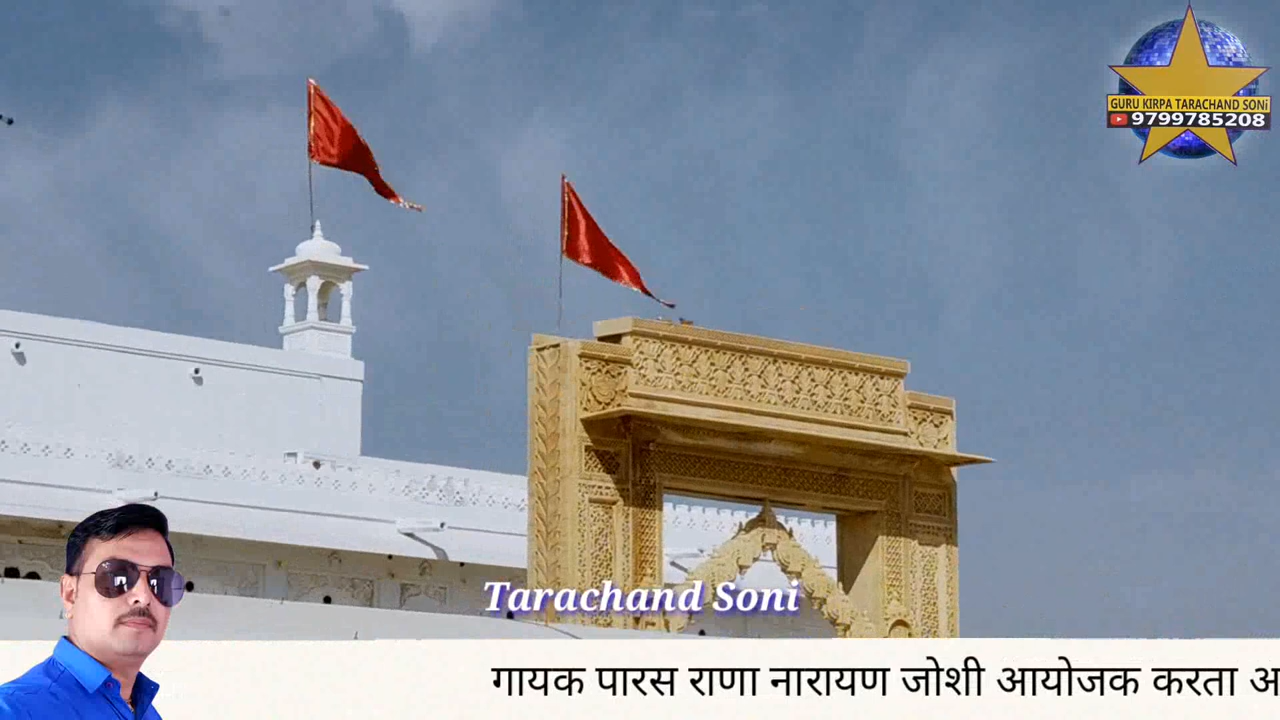 GURU KIRPA TARACHAND SONi
9799785208
Tarachand Soni
गायक पारस राणा नारायण जोशी आयोजक करता अ